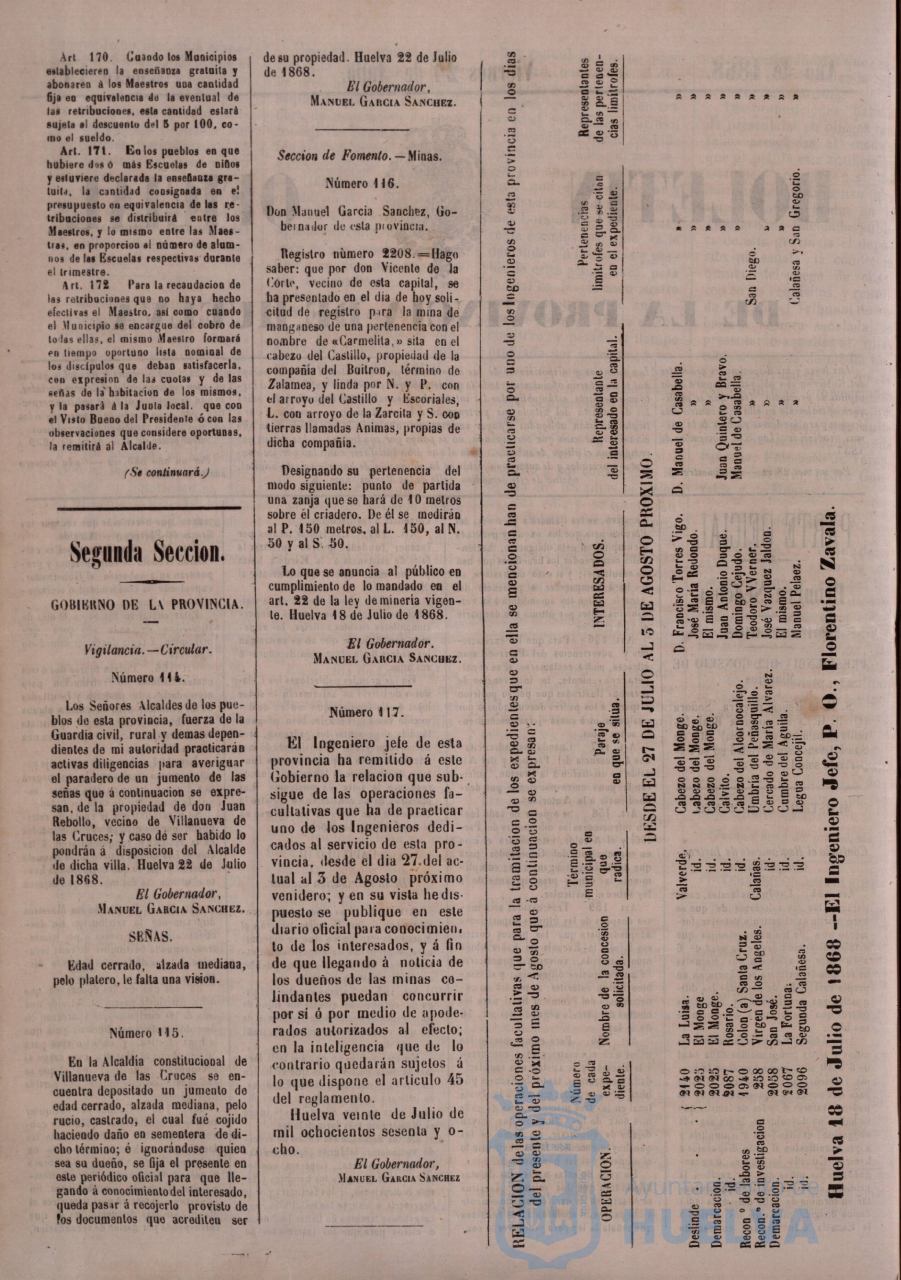 Art 170. Cuando los Municipios
establecieren la enseñanza gratuita y
abonaren á los Maestros una cantidad
fija en equivalencia de la eventual de
las retribuciones, esta cantidad estará
sujeta al descuento del 5 por 100, co-
mo el sueldo.
Art. 171. En los pueblos en que
hubiere dos ó más Escuelas de niños
y estuviere declarada la enseñanza gra-
tuita, la cantidad consignada en el
presupuesto en equivalencia de las re-
tribuciones se distribuirá entre los
Maestros, y lo mismo entre las Maes-
tras, en proporcion al número de alum-
nos de las Escuelas respectivas durante
el trimestre.
Art. 172 Para la recaudacion de
las retribuciones que no haya hecho
efectivas el Maestro, así como cuando
el Municipio se encargue del cobro de
todas ellas, el mismo Maestro formará
en tiempo oportuno lista nominal de
los discípulos que deban satisfacerla,
con expresion de las cuotas y de las
señas de la habitacion de los mismos,
y la pasará á la Junta local. que con
el Visto Bueno del Presidente ó con las
observaciones que considere oportunas,
la remitirá al Alcalde.
(Se continuará.)
Segunda Seccion.
GOBIERNO DE LA PROVINCIA.
Vigilancia.—Circular.
Número 114.
Los Señores Alcaldes de los pue-
blos de esta provincia, fuerza de la
Guardia civil, rural y demas depen-
dientes de mi autoridad practicarán
activas diligencias para averiguar
el paradero de un jumento de las
señas que à continuacion se expre-
san, de la propiedad de don Juan
Rebollo, vecino de Villanueva de
las Cruces; y caso de ser habido lo
pondrán à disposicion del Alcalde
de dicha villa. Huelva 22 de Julio
de 1868.
El Gobernador,
MANUEL GARCIA SANCHEZ.
SEÑAS.
Edad cerrado, alzada mediana,
pelo platero, le falta una vision.
Número 115.
En la Alcaldía constitucional de
Villanueva de las Cruces se en-
cuentra depositado un jumento de
edad cerrado, alzada mediana, pelo
rucio, castrado, el cual fué cojido
haciendo daño en sementera de di-
cho término; é ignorándose quien
sea su dueño, se fija el presente en
este periódico oficial para que lle-
gando á conocimiento del interesado,
queda pasar á recojerlo provisto de
los documentos que acrediten ser
de su propiedad. Huelva 22 de Julio
de 1868.
El Gobernador,
MANUEL GARCIA SANCHEZ.
Seccion de Fomento.—Minas.
Número 116.
Don Manuel Garcia Sanchez, Go-
bernador de esta provincia.
Registro nùmero 2208.=Hago
saber: que por don Vicente de la
Córte, vecino de esta capital, se
ha presentado en el dia de hoy soli-
citud de registro para la mina de
manganeso de una pertenencia con el
nombre de «Carmelita,» sita en el
cabezo del Castillo, propiedad de la
compañia del Buitron, término de
Zalamea, y linda por N. y P. con
el arroyo del Castillo y Escoriales,
L. con arroyo de la Zarcita y S. con
tierras llamadas Animas, propias de
dicha compañía.
Designando su pertenencia del
modo siguiente: punto de partida
una zanja que se hará de 10 metros
sobre el criadero. De él se medirán
al P. 150 metros, al L. 150, al N.
50 y al S. 50.
Lo que se anuncia al público en
cumplimiento de lo mandado en el
art. 22 de la ley de minería vigen-
te. Huelva 18 de Julio de 1868.
El Gobernador.
MANUEL GARCIA SANCHEZ.
Número 117.
El Ingeniero jefe de esta
provincia ha remitido á este
Gobierno la relacion que sub-
sigue de las operaciones fa-
cultativas que ha de practicar
uno de los Ingenieros dedi-
cados al servicio de esta pro-
vincia, desde el dia 27 del ac-
tual al 3 de Agosto próximo
venidero; y en su vista he dis-
puesto se publique en este
diario oficial para conocimien-
to de los interesados, y á fin
de que llegando à noticia de
los dueños de las minas co-
lindantes puedan concurrir
por sí ó por medio de apode-
rados autorizados al efecto;
en la inteligencia que de lo
contrario quedarán sujetos á
lo que dispone el articulo 45
del reglamento.
Huelva veinte de Julio de
mil ochocientos sesenta y o-
cho.
El Gobernador,
MANUEL GARCIA SANCHEZ
RELACION de las operaciones facultativas que para la tramitacion de los expedientes que en ella se mencionan han de practicarse por uno de los Ingenieros de esta provincia en los dias
del presente y del próximo mes de Agosto que à continuacion se expresan:
OPERACION. Número de cada expe-diente. Nombre de la concesion solicitada. Término municipal en que radica. Paraje en que se situa. INTERESADOS. Representante del interesado en la capital. Pertenencias limitrofes que se citan en el expediente. Representantes de las pertenen-cias limitrofes.
DESDE EL 27 DE JULIO AL 3 DE AGOSTO PROXIMO.
Deslinde . . { 2140 La Luisa. Valverde. Cabezo del Monge. D. Francisco Torres Vigo. D. Manuel de Casabella. » »
2025 El Monge id. Cabezo del Monge. José María Redondo. » » »
Demarcacion. 2025 El Monge. id. Cabezo del Monge. El mismo. » » »
id. 2087 Rosario. id. Calvito. Juan Antonio Duque. Juan Quintero y Bravo. » »
Recon.º de labores 1940 Colon (a) Santa Cruz. id. Cabezo del Alcornocalejo. Domingo Cejudo. Manuel de Casabella. » »
Recon.º de investigacion 258 Virgen de los Angeles. Calañas. Umbria del Peñasquillo. Teodoro VVerner. » San Diego. »
Demarcacion. 2058 San José. id. Cercado de Maria Alvarez. José Vazquez Jaldon. » » »
id. 2067 La Fortuna. id. Cumbre del Aguila. El mismo. » » »
id. 2096 Segunda Calañesa. id. Legua Concejil. Manuel Pelaez. » Calañesa y San Gregorio. »
Huelva 18 de Julio de 1868 --El Ingeniero Jefe, P. O., Florentino Zavala.
Ayuntamiento de
HUELVA